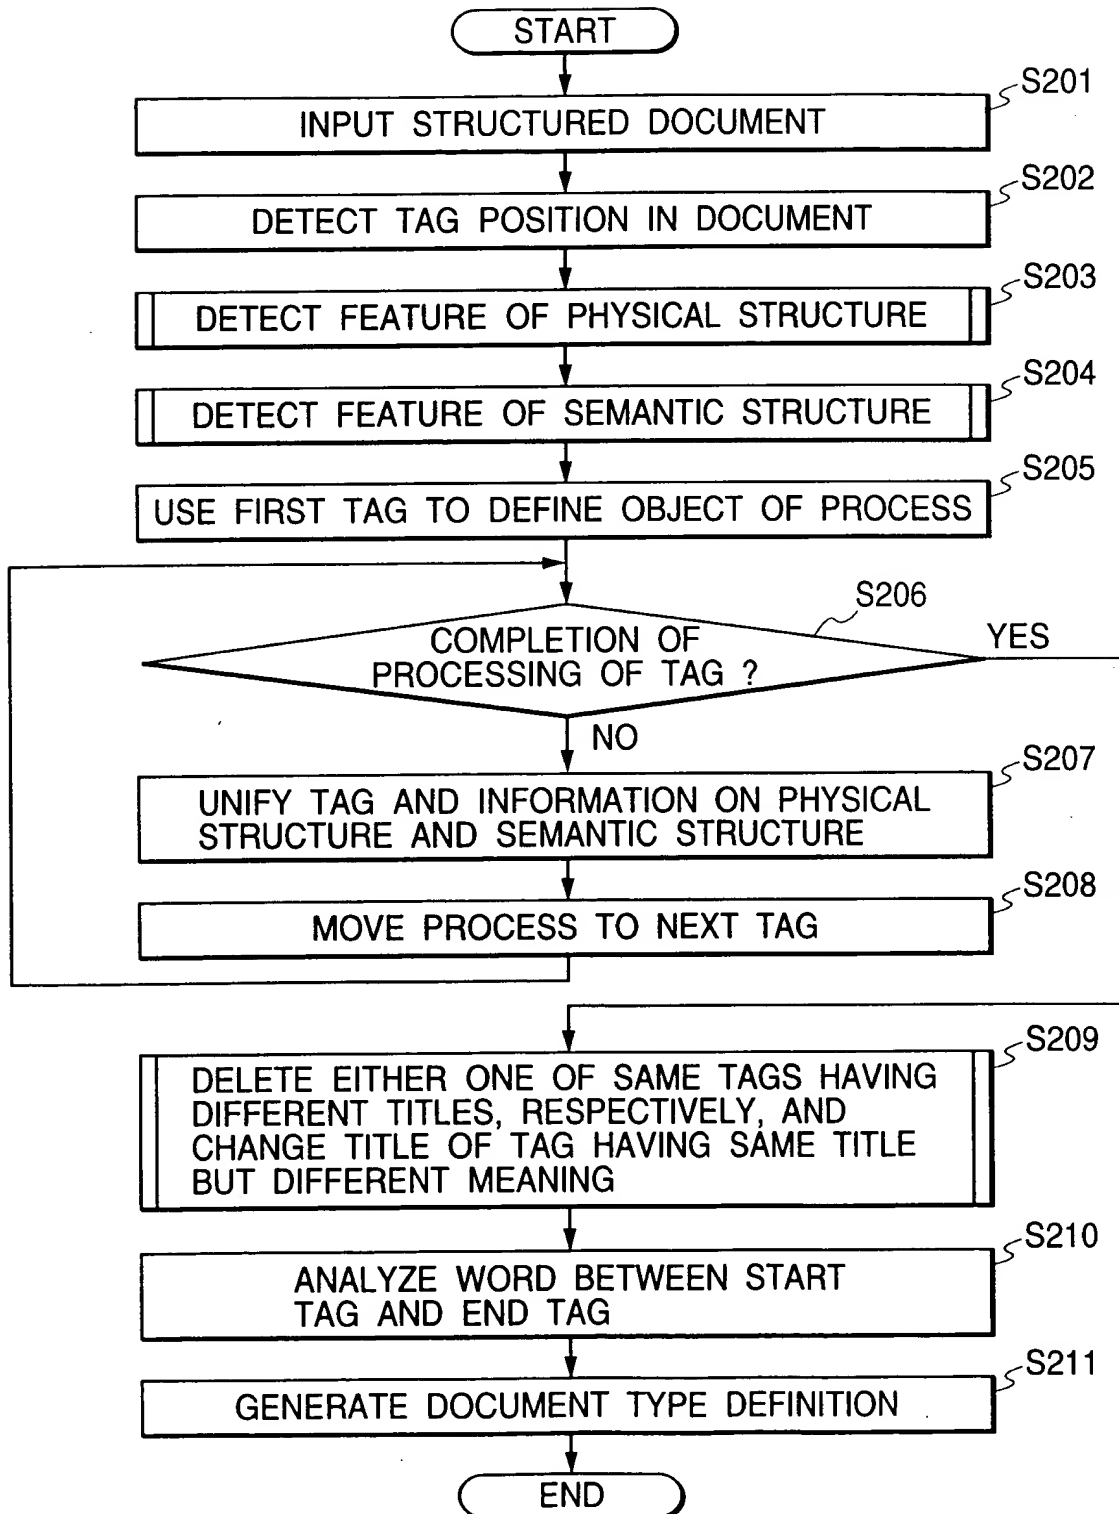 START
S201
INPUT STRUCTURED DOCUMENT
S202
DETECT TAG POSITION IN DOCUMENT
S203
DETECT FEATURE OF PHYSICAL STRUCTURE
S204
DETECT FEATURE OF SEMANTIC STRUCTURE
S205
USE FIRST TAG TO DEFINE OBJECT OF PROCESS
S206
COMPLETION OF
PROCESSING OF TAG ?
YES
NO
S207
UNIFY TAG AND INFORMATION ON PHYSICAL
STRUCTURE AND SEMANTIC STRUCTURE
S208
MOVE PROCESS TO NEXT TAG
S209
DELETE EITHER ONE OF SAME TAGS HAVING
DIFFERENT TITLES, RESPECTIVELY, AND
CHANGE TITLE OF TAG HAVING SAME TITLE
BUT DIFFERENT MEANING
S210
ANALYZE WORD BETWEEN START
TAG AND END TAG
S211
GENERATE DOCUMENT TYPE DEFINITION
END